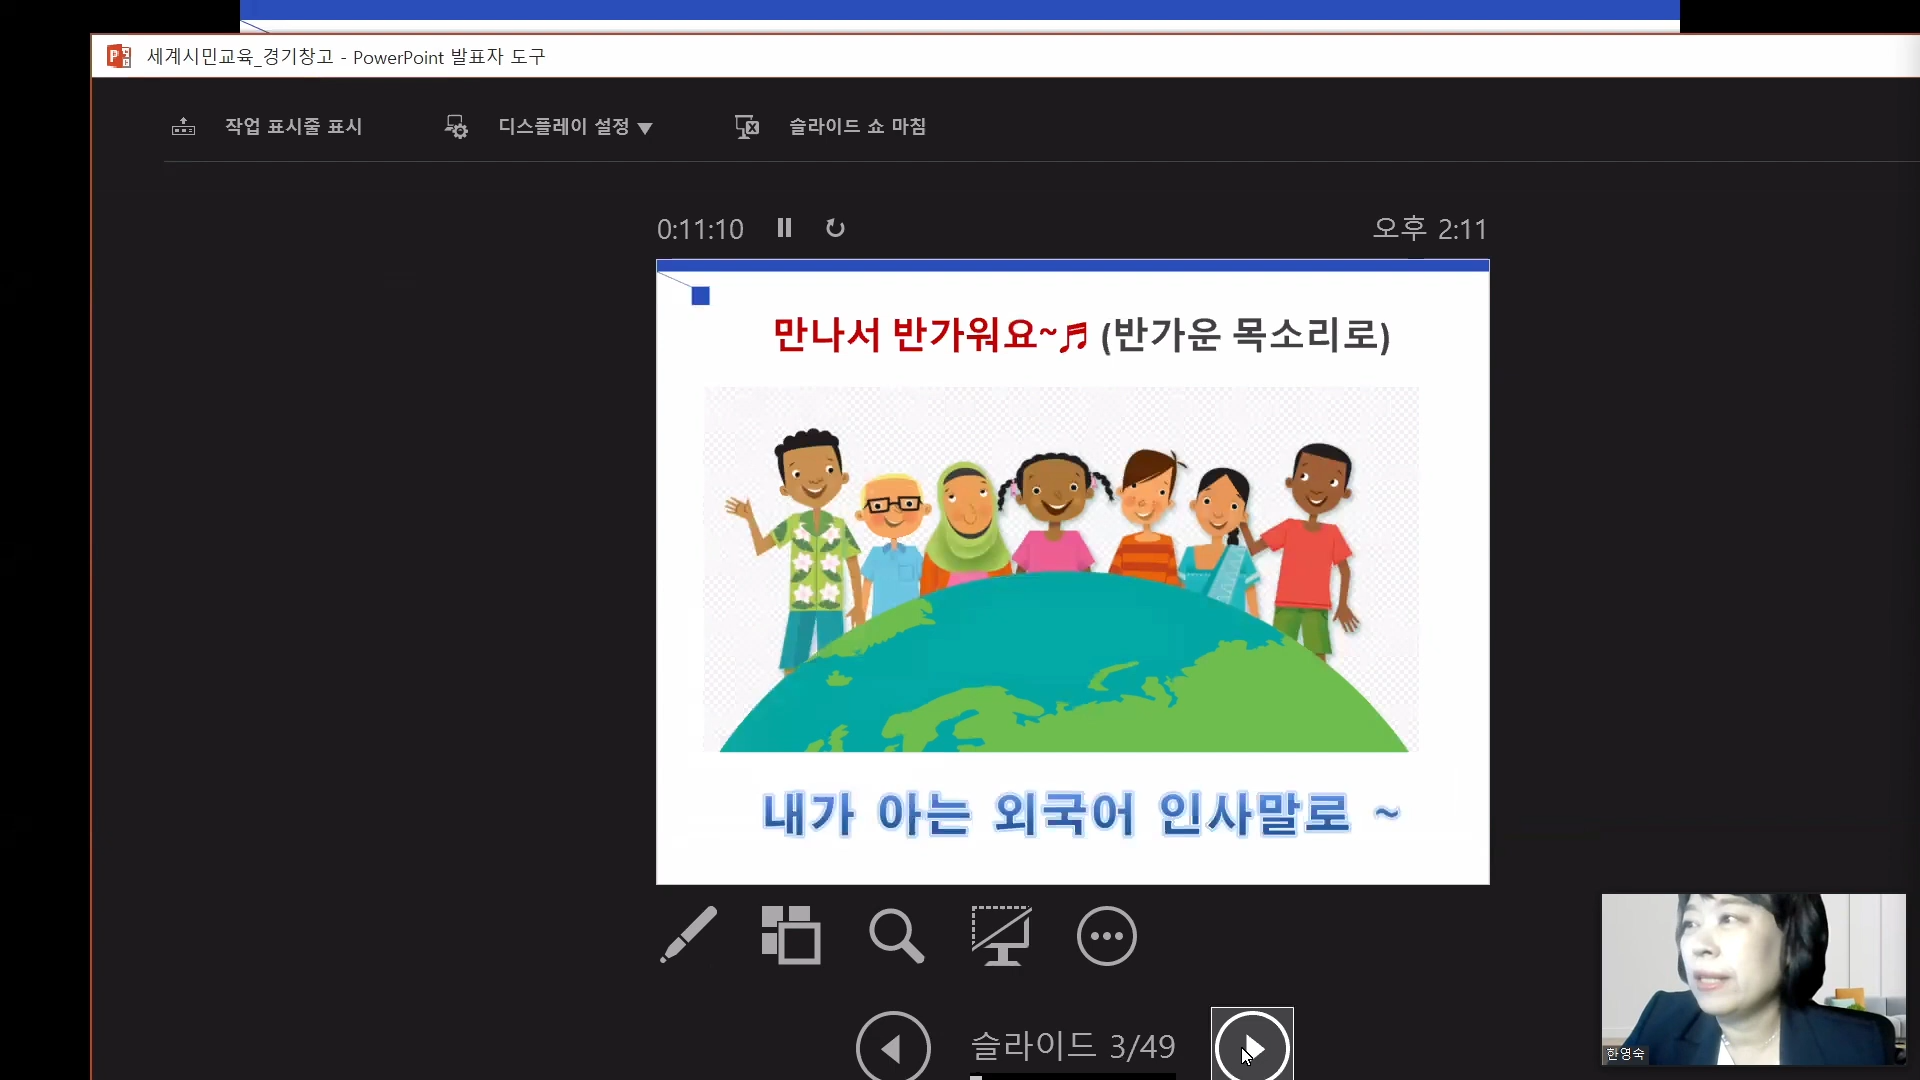 세계시민교육_경기창고 - PowerPoint 발표자 도구
작업 표시줄 표시
디스플레이 설정 ▼
슬라이드 쇼 마침
0:11:10
오후 2:11
만나서 반가워요~♬ (반가운 목소리로)
내가 아는 외국어 인사말로 ~
슬라이드 3/49
한영숙